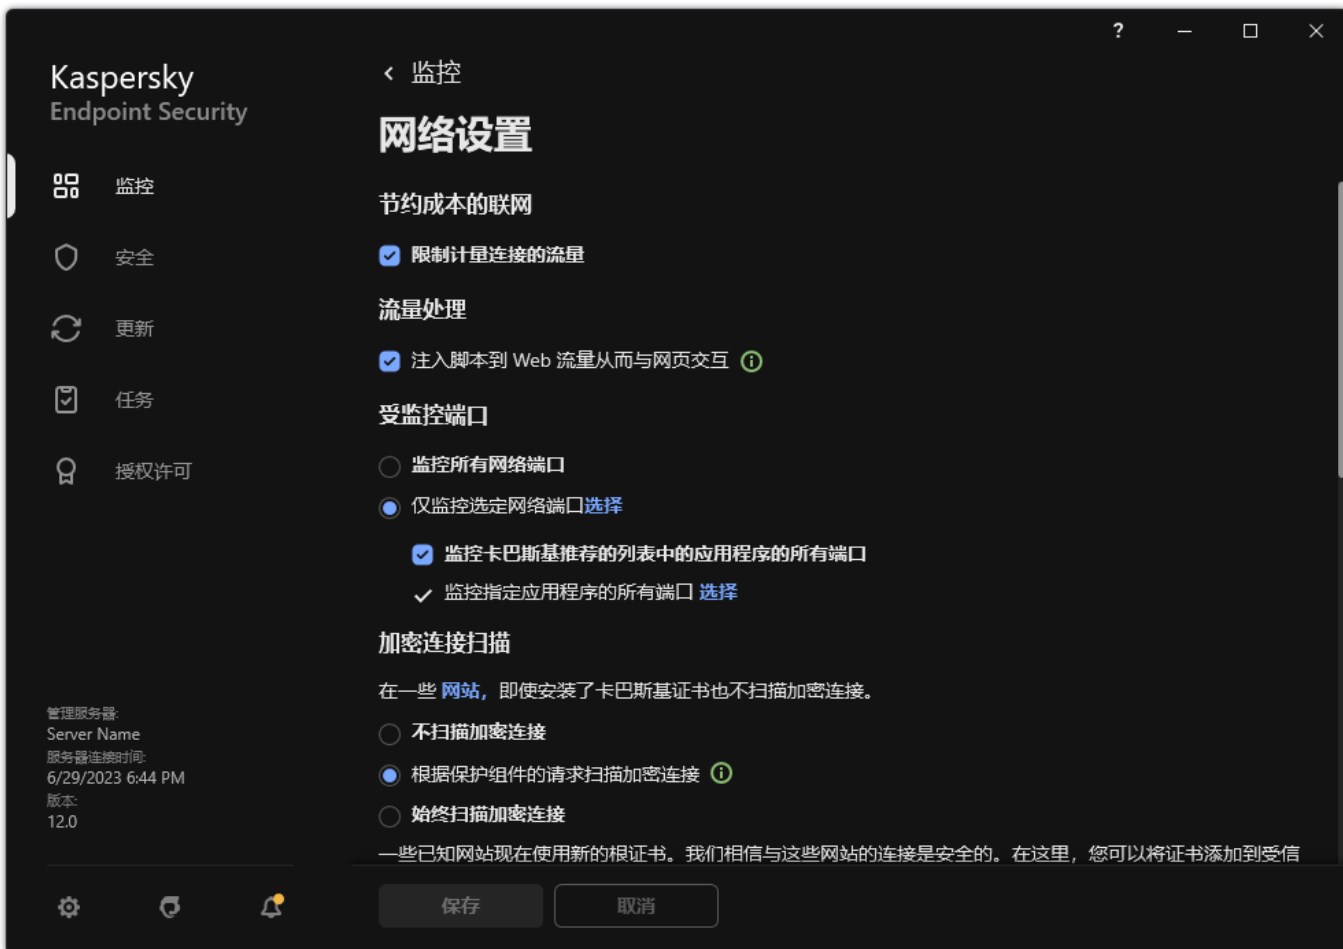 ?
Kaspersky
Endpoint Security
监控
安全
更新
任务
授权许可
管理服务器:
Server Name
服务器连接时间:
6/29/2023 6:44 PM
版本:
12.0
监控
网络设置
节约成本的联网
限制计量连接的流量
流量处理
注入脚本到 Web 流量从而与网页交互
受监控端口
监控所有网络端口
仅监控选定网络端口选择
监控卡巴斯基推荐的列表中的应用程序的所有端口
监控指定应用程序的所有端口 选择
加密连接扫描
在一些 网站，即使安装了卡巴斯基证书也不扫描加密连接。
不扫描加密连接
根据保护组件的请求扫描加密连接
始终扫描加密连接
一些已知网站现在使用新的根证书。我们相信与这些网站的连接是安全的。在这里，您可以将证书添加到受信
保存
取消